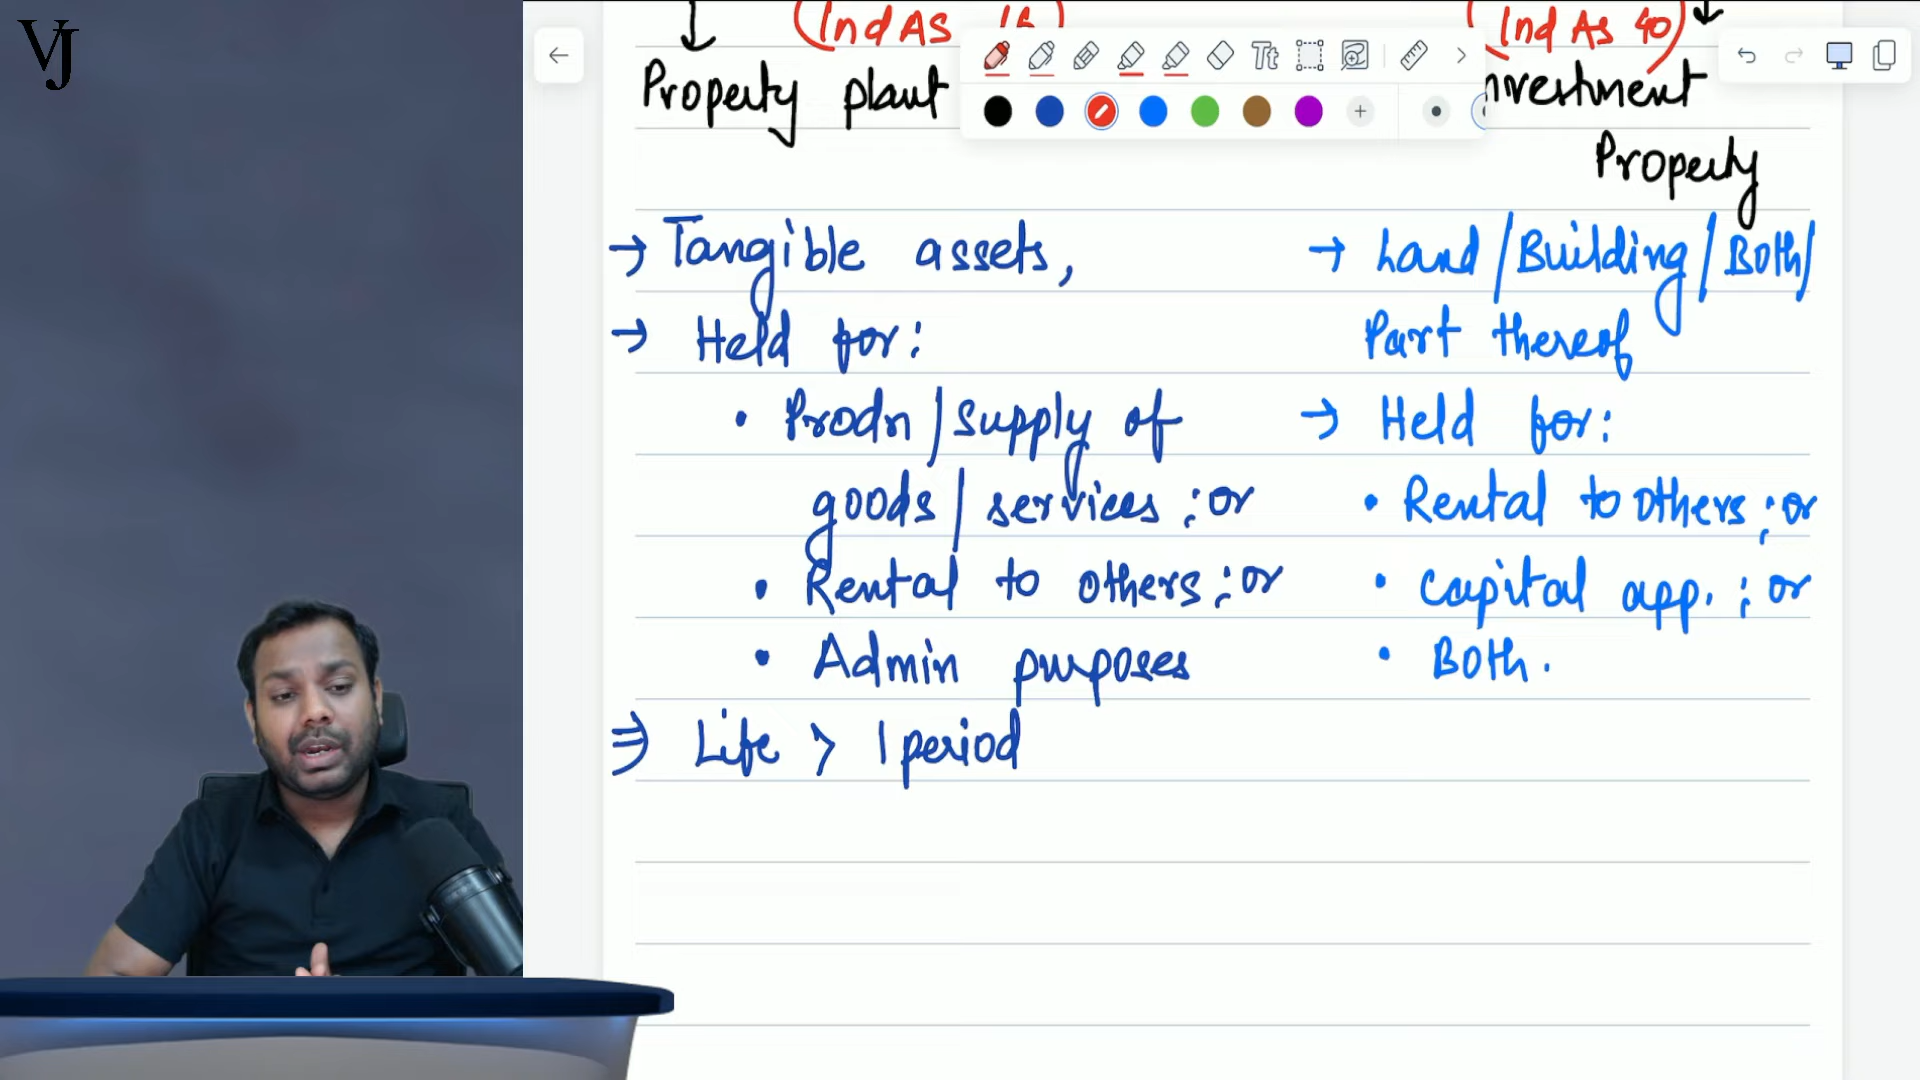 VJ
(Ind As 16)
(Ind As 40)
Property plant
Investment
Property
→ Tangible assets,
→ Held for:
• Prodn/supply of
goods/services; or
• Rental to others; or
• Admin purposes
⇒ Life > 1 period
→ Land/Building/Both/
Part thereof
→ Held for:
• Rental to others; or
• Capital app.; or
• Both.
Tt